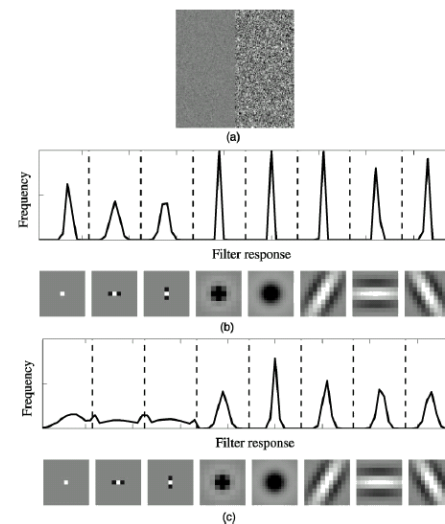 (a)
Frequency
Filter response
(b)
Frequency
Filter response
(c)